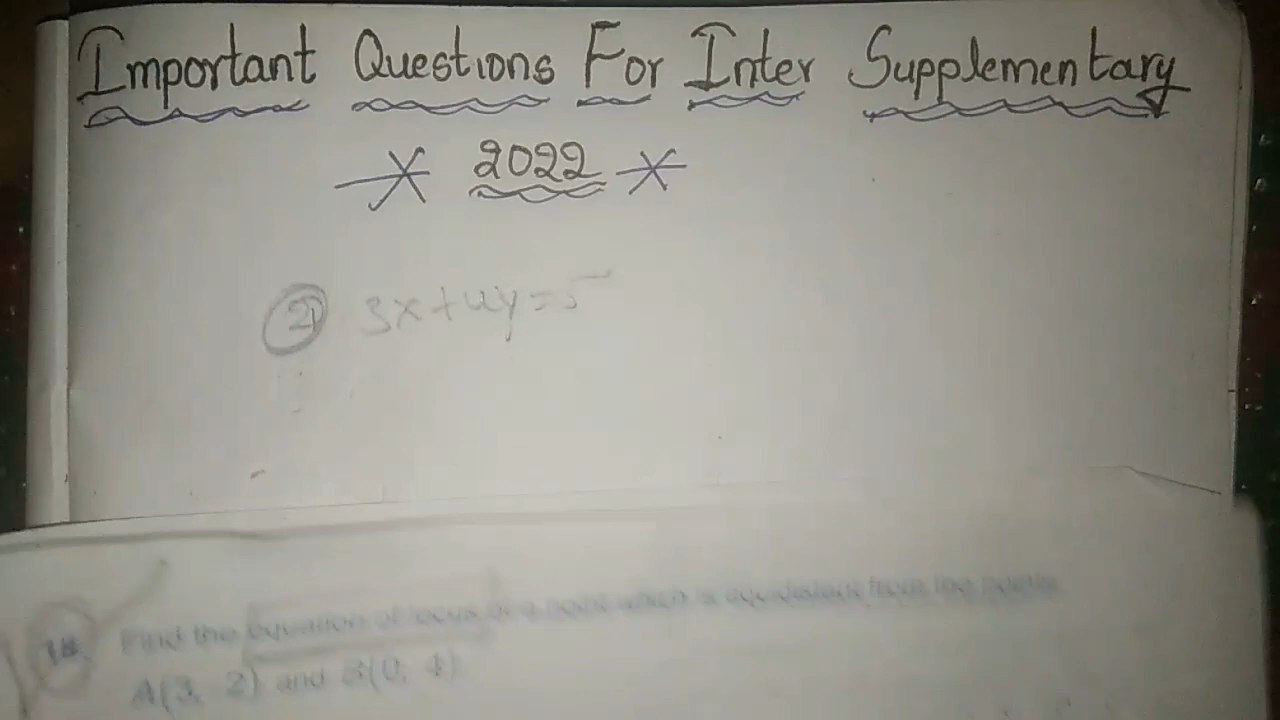 Important Questions For Inter Supplementary
* 2022 *
2) 3x+4y=5
18. Find the equation of locus of a point which is equidistant from the points
A(3, 2) and B(0, 4)